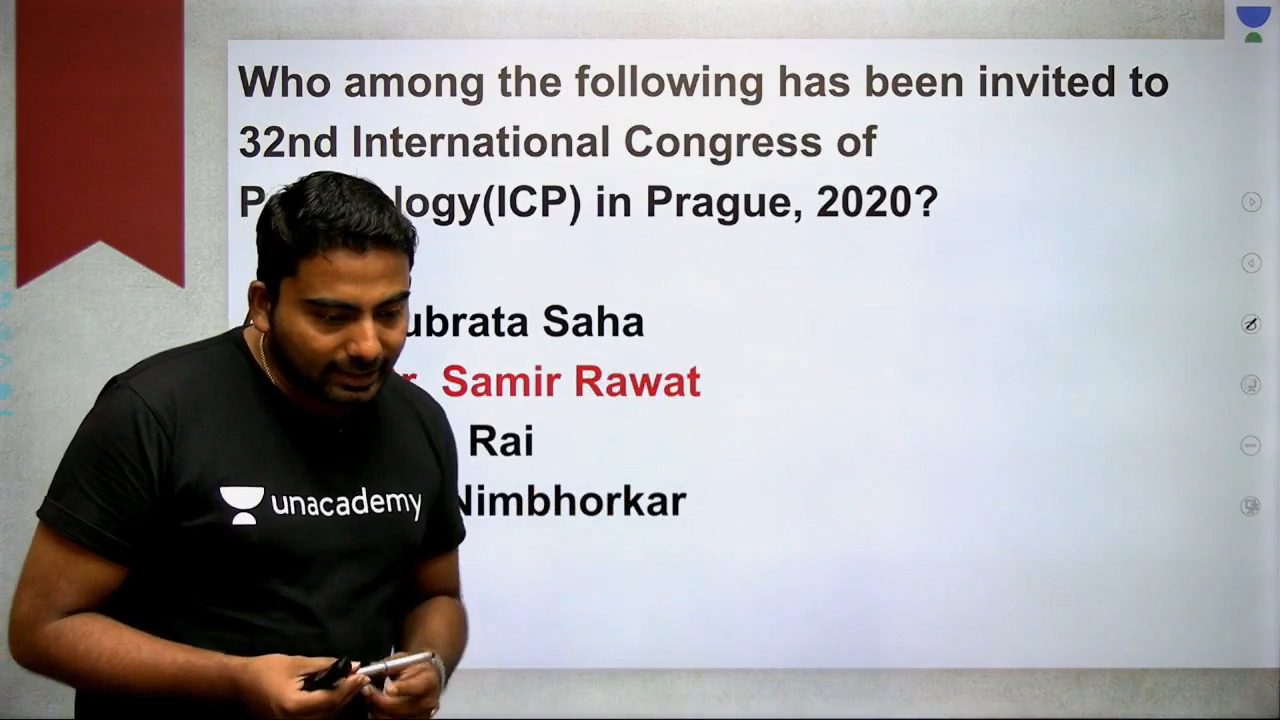 Who among the following has been invited to
32nd International Congress of
logy(ICP) in Prague, 2020?
ubrata Saha
Samir Rawat
Rai
Nimbhorkar
unacademy